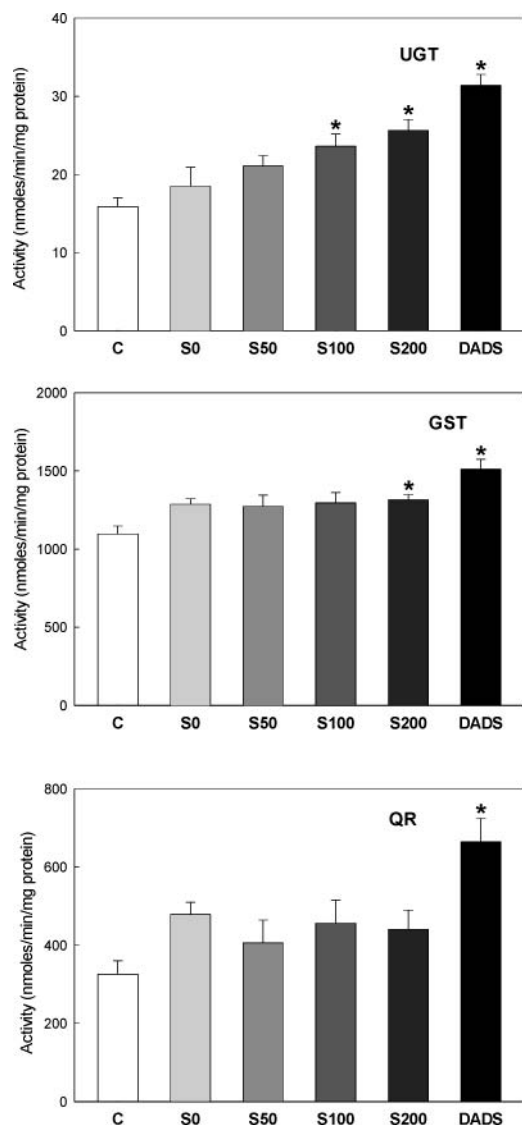 40
UGT
*
*
*
30
20
10
0
Activity (nmoles/min/mg protein)
C S0 S50 S100 S200 DADS
2000
GST
*
*
1500
1000
500
0
Activity (nmoles/min/mg protein)
C S0 S50 S100 S200 DADS
800
QR
*
600
400
200
0
Activity (nmoles/min/mg protein)
C S0 S50 S100 S200 DADS